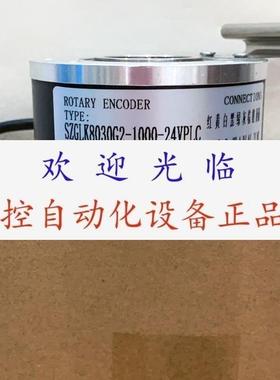 ROTARY ENCODER
CONNECTION
TYPE:
SZGLK8030G2-1000-24VPLC
红黄白黑绿
欢迎光临
控自动化设备正品